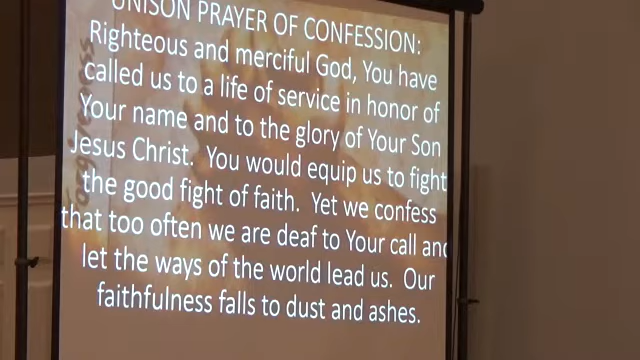 UNISON PRAYER OF CONFESSION:
Righteous and merciful God, You have
called us to a life of service in honor of
Your name and to the glory of Your Son
Jesus Christ.  You would equip us to fight
the good fight of faith.  Yet we confess
that too often we are deaf to Your call and
let the ways of the world lead us.  Our
faithfulness falls to dust and ashes.
forgiveness